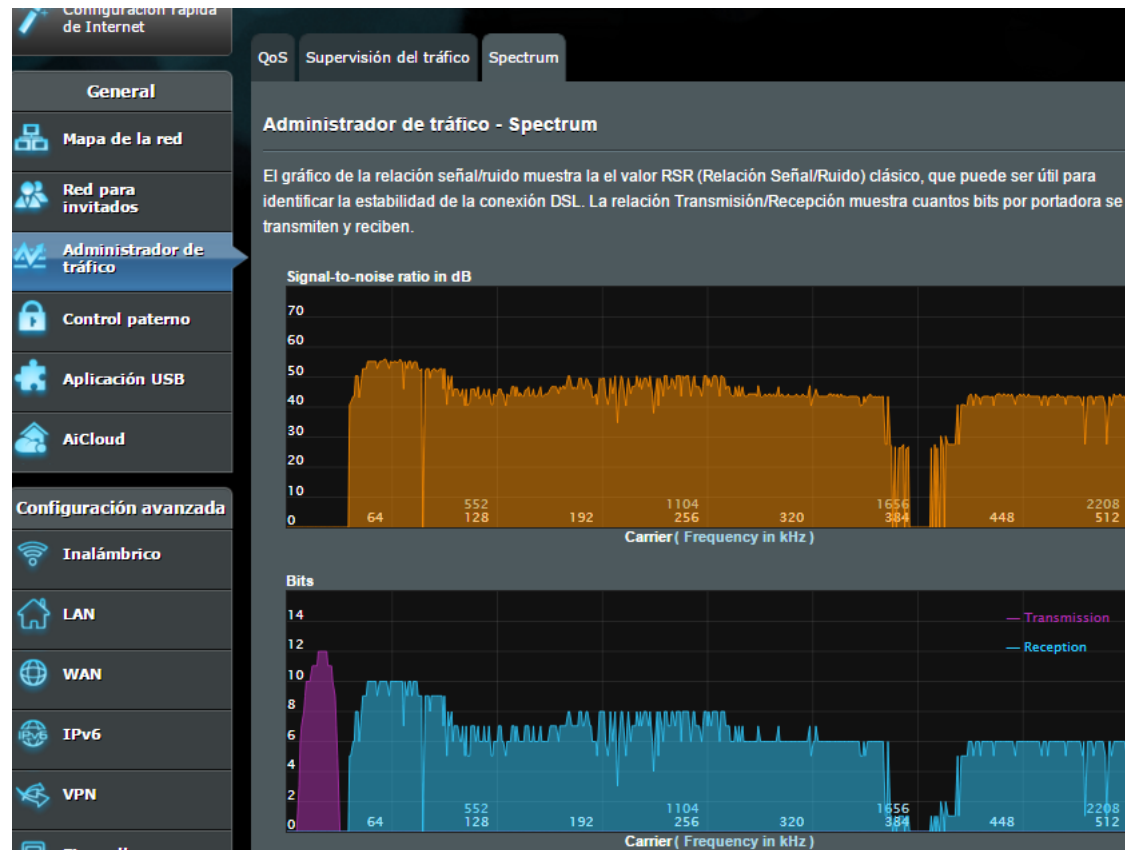 Configuración rápida
de Internet
General
Mapa de la red
Red para
invitados
Administrador de
tráfico
Control paterno
Aplicación USB
AiCloud
Configuración avanzada
Inalámbrico
LAN
WAN
IPv6
VPN
QoS Supervisión del tráfico Spectrum
Administrador de tráfico - Spectrum
El gráfico de la relación señal/ruido muestra la el valor RSR (Relación Señal/Ruido) clásico, que puede ser útil para
identificar la estabilidad de la conexión DSL. La relación Transmisión/Recepción muestra cuantos bits por portadora se
transmiten y reciben.
Signal-to-noise ratio in dB
70
60
50
40
30
20
10
552 1104 1656 2208
0 64 128 192 256 320 384 448 512
Carrier ( Frequency in kHz )
Bits
14
Transmission
12
Reception
10
8
6
4
2
552 1104 1656 2208
0 64 128 192 256 320 384 448 512
Carrier ( Frequency in kHz )